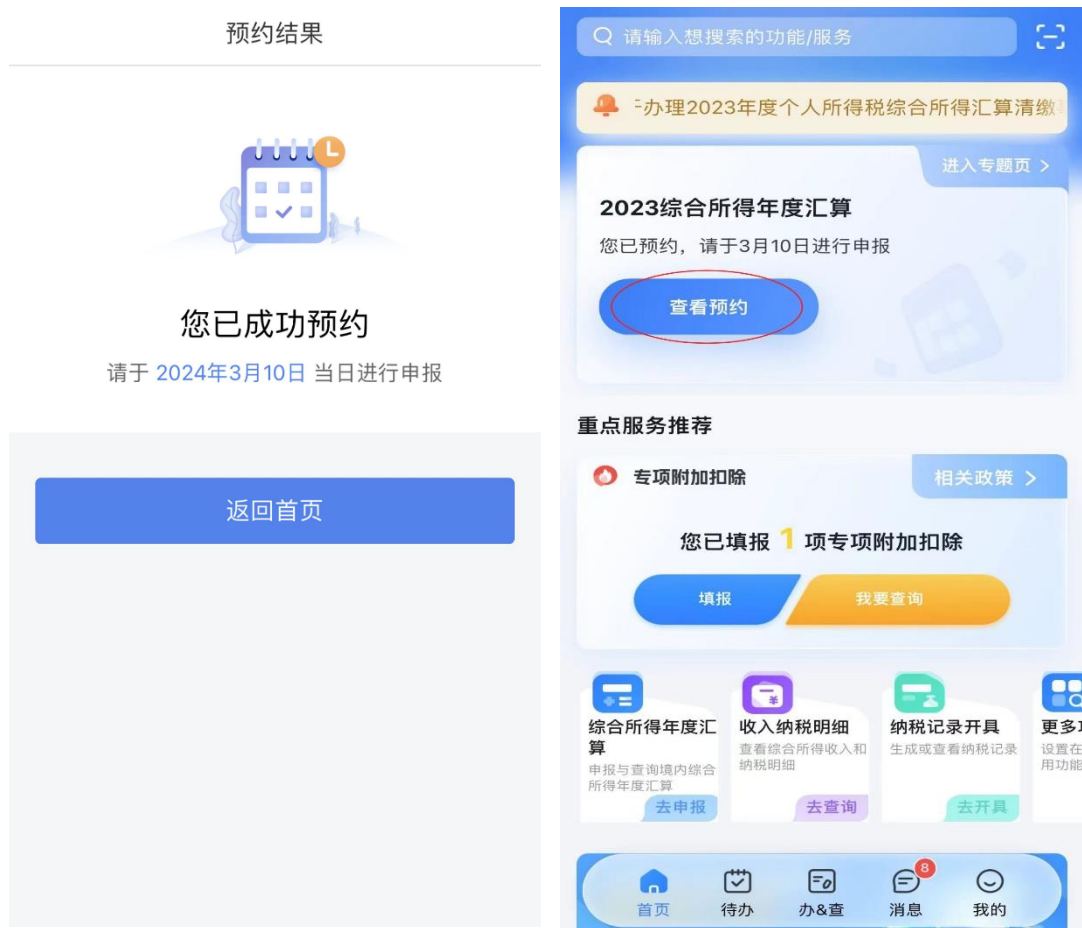 预约结果
您已成功预约
请于 2024年3月10日 当日进行申报
返回首页
请输入想搜索的功能/服务
办理2023年度个人所得税综合所得汇算清缴
进入专题页 >
2023综合所得年度汇算
您已预约，请于3月10日进行申报
查看预约
重点服务推荐
专项附加扣除
相关政策 >
您已填报 1 项专项附加扣除
填报
我要查询
综合所得年度汇
算
申报与查询境内综合
所得年度汇算
去申报
收入纳税明细
查看综合所得收入和
纳税明细
去查询
纳税记录开具
生成或查看纳税记录
去开具
更多
设置在
用功能
首页
待办
办&查
8
消息
我的